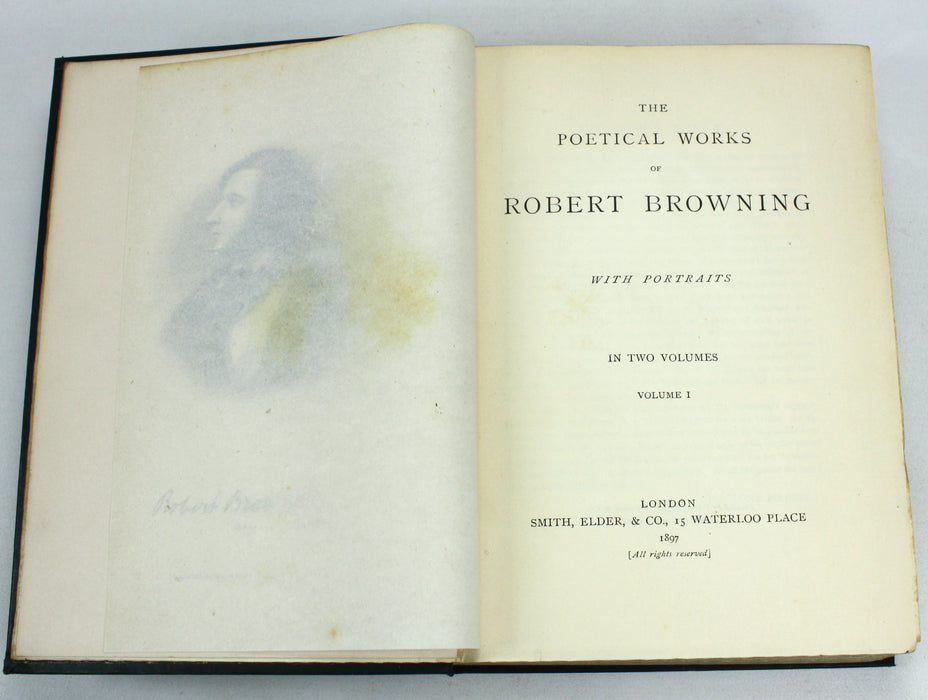 Robert
THE
POETICAL WORKS
OF
ROBERT BROWNING
WITH PORTRAITS
IN TWO VOLUMES
VOLUME I
LONDON
SMITH, ELDER, & CO., 15 WATERLOO PLACE
1897
[All rights reserved]